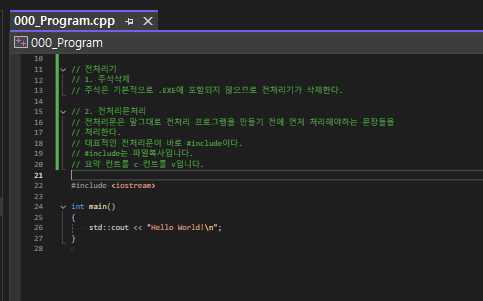 000_Program.cpp
000_Program
10
11 // 전처리기
12 // 1. 주석삭제
13 // 주석은 기본적으로 .EXE에 포함되지 않으므로 전처리기가 삭제한다.
14
15 // 2. 전처리문처리
16 // 전처리문은 말그대로 전처리 프로그램을 만들기 전에 먼저 처리해야하는 문장들을
17 // 처리한다.
18 // 대표적인 전처리문이 바로 #include이다.
19 // #include는 파일복사입니다.
20 // 요약 컨트롤 c 컨트롤 v입니다.
21
22 #include <iostream>
23
24 int main()
25 {
26 std::cout << "Hello World!\n";
27 }
28